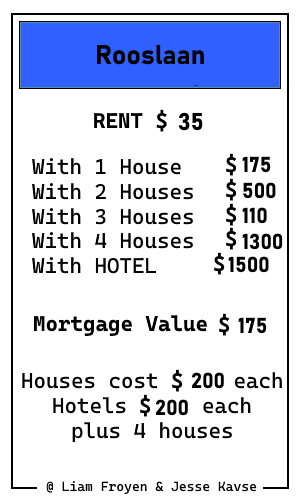 Rooslaan
RENT $ 35
With 1 House $ 175
With 2 Houses $ 500
With 3 Houses $ 110
With 4 Houses $ 1300
With HOTEL $1500
Mortgage Value $ 175
Houses cost $ 200 each
Hotels $ 200 each
plus 4 houses
@ Liam Froyen & Jesse Kavse